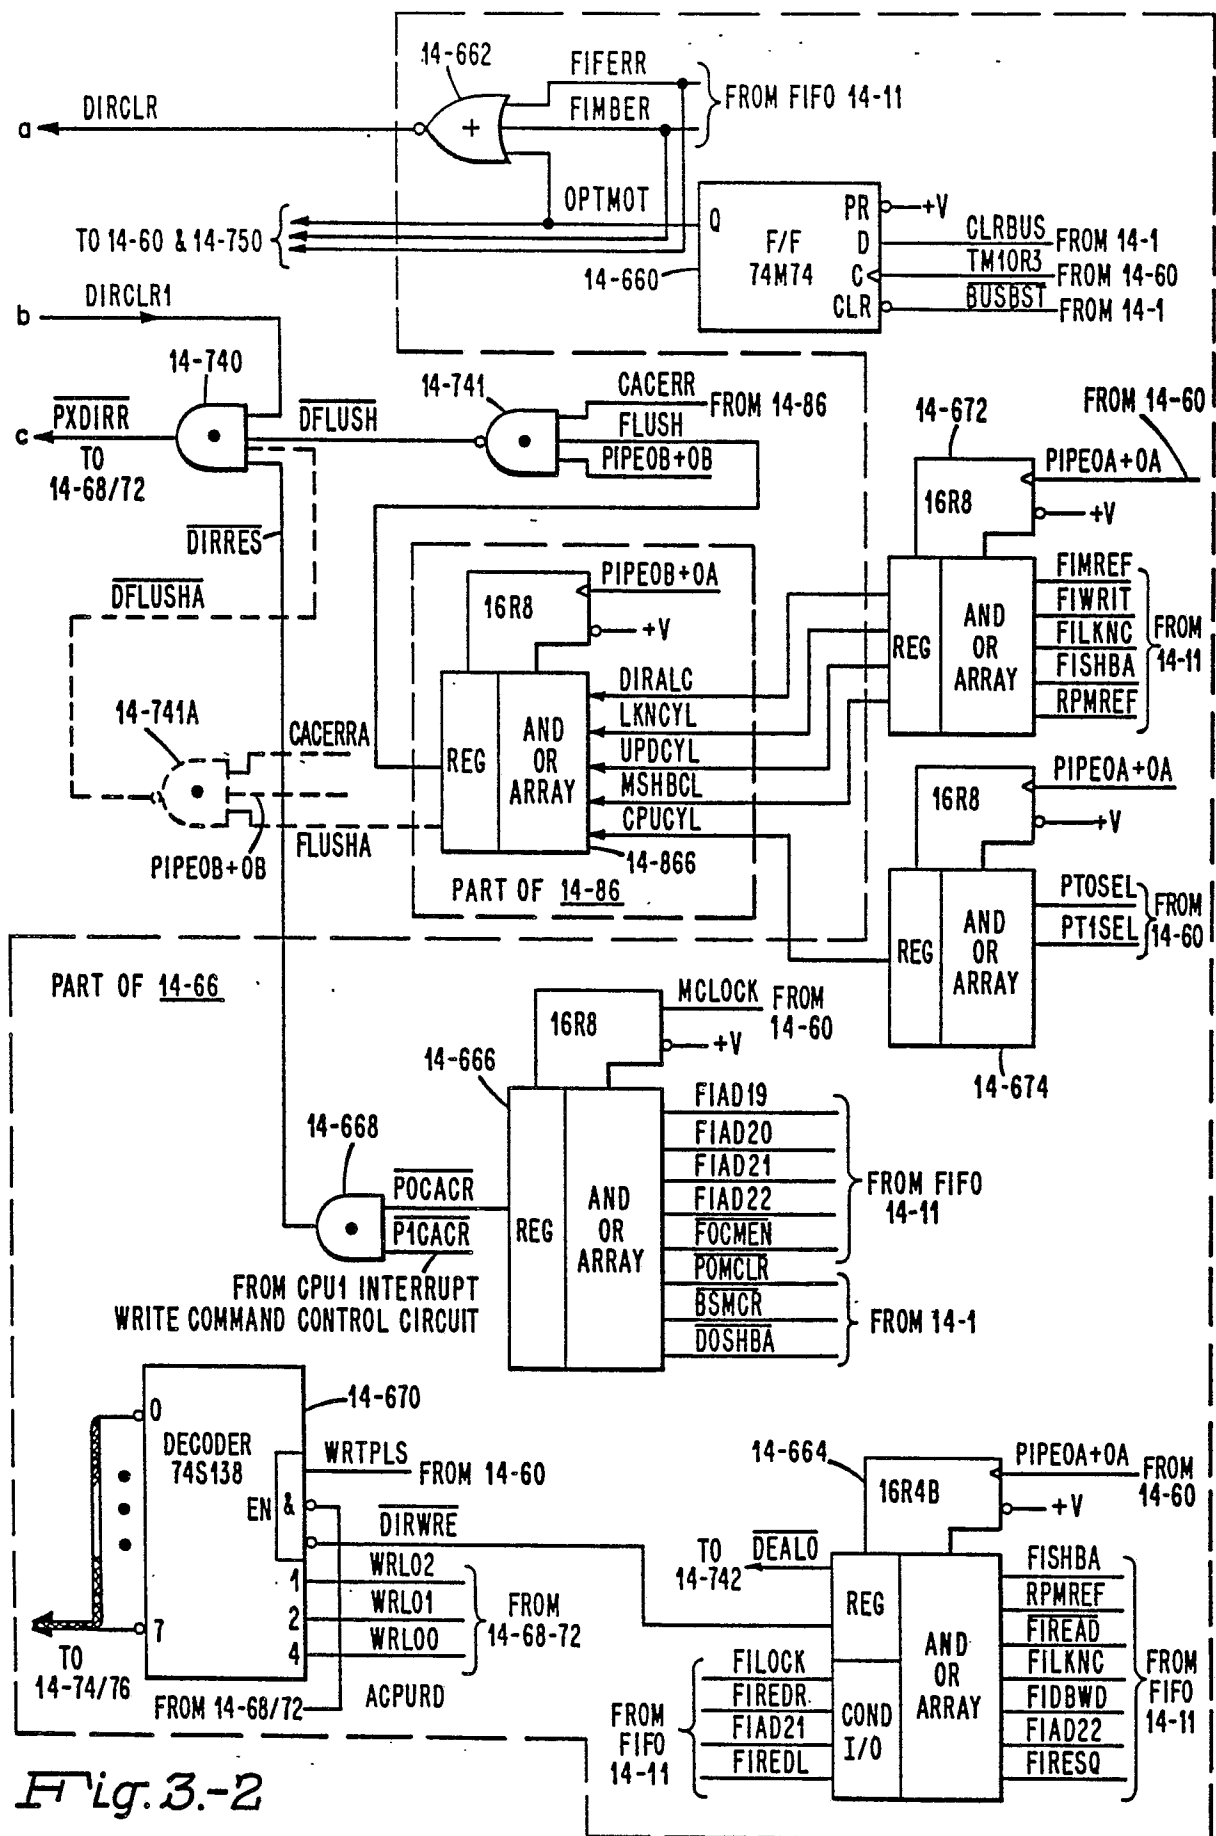 14-662
FIFERR
FIMBER
FROM FIFO 14-11
a
DIRCLR
+
OPTMOT
TO 14-60 & 14-750
Q
PR
+V
F/F
74M74
D
CLRBUS
FROM 14-1
C
TM10R3
FROM 14-60
CLR
BUSBST
FROM 14-1
14-660
b
DIRCLR1
14-740
14-741
CACERR
FROM 14-86
FLUSH
PIPE0B+0B
c
PXDIRR
TO
14-68/72
DFLUSH
DIRRES
DFLUSHA
14-672
FROM 14-60
PIPE0A+0A
16R8
+V
REG
AND
OR
ARRAY
FIMREF
FIWRIT
FILKNC
FISHBA
RPMREF
FROM
14-11
16R8
PIPE0B+0A
+V
REG
AND
OR
ARRAY
DIRALC
LKNCYL
UPDCYL
MSHBCL
CPUCYL
14-866
PART OF 14-86
14-741A
CACERRA
FLUSHA
PIPE0B+0B
16R8
PIPE0A+0A
+V
REG
AND
OR
ARRAY
PT0SEL
PT1SEL
FROM
14-60
14-674
PART OF 14-66
14-666
16R8
MCLOCK
FROM
14-60
+V
REG
AND
OR
ARRAY
FIAD19
FIAD20
FIAD21
FIAD22
FOCMEN
FROM FIFO
14-11
POMCLR
BSMCR
DOSHBA
FROM 14-1
14-668
POCACR
P1CACR
FROM CPU1 INTERRUPT
WRITE COMMAND CONTROL CIRCUIT
14-670
0
DECODER
74S138
EN &
7
1
2
4
WRTPLS
FROM 14-60
DIRWRE
WRL02
WRL01
WRL00
FROM
14-68-72
TO
14-74/76
FROM 14-68/72
ACPURD
14-664
16R4B
PIPE0A+0A
FROM
14-60
+V
TO
14-742
DEALO
REG
COND
I/O
AND
OR
ARRAY
FISHBA
RPMREF
FIREAD
FILKNC
FIDBWD
FIAD22
FIRESQ
FROM
FIFO
14-11
FROM
FIFO
14-11
FILOCK
FIREDR
FIAD21
FIREDL
Fig.3.-2